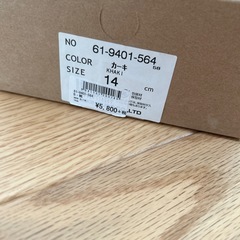 NO 61-9401-564
COLOR カーキ
KHAKI
SIZE 14 cm
¥5,800+税
LTD